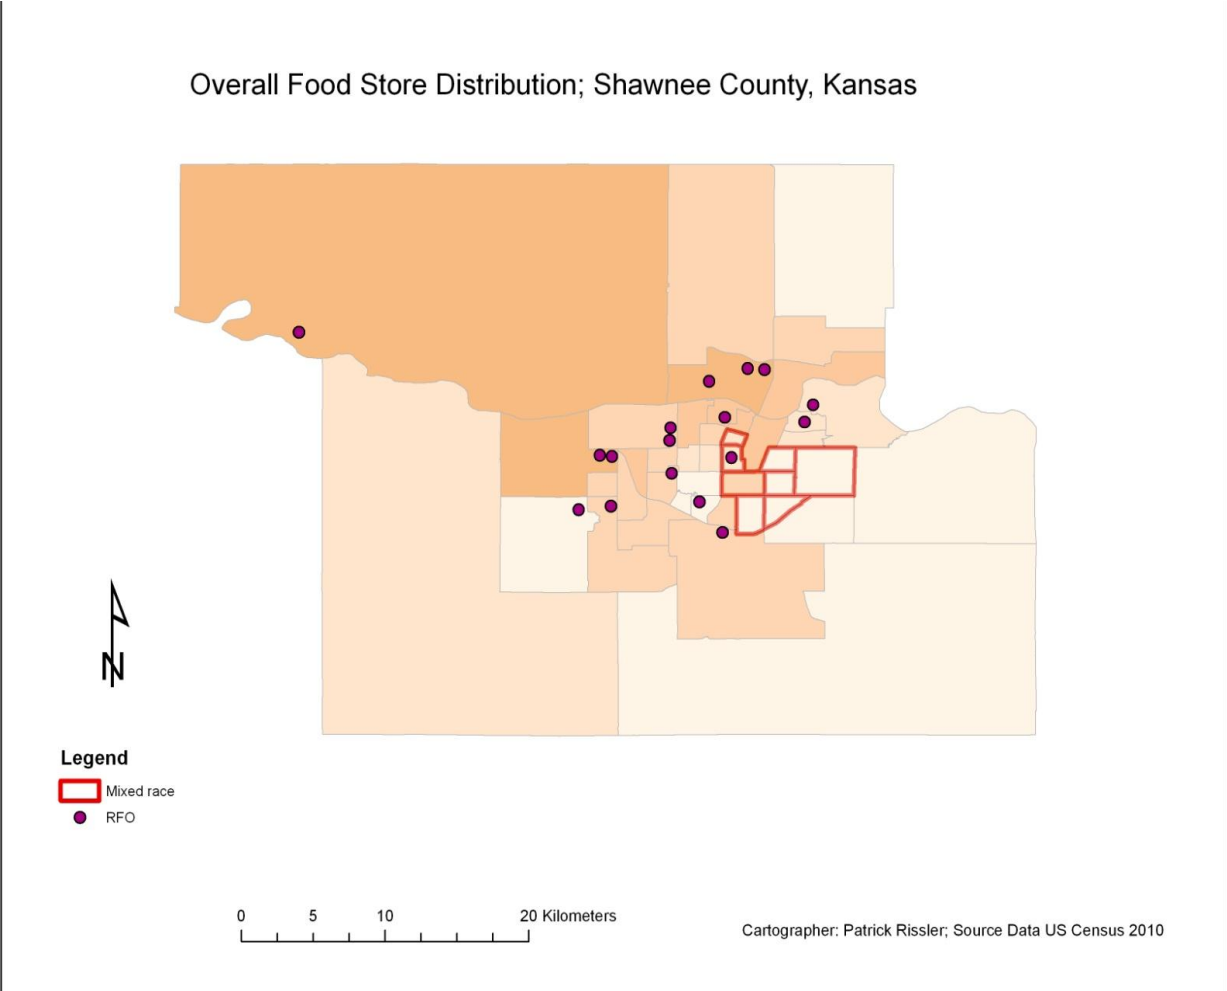 Overall Food Store Distribution; Shawnee County, Kansas
N
Legend
Mixed race
RFO
0 5 10 20 Kilometers
Cartographer: Patrick Rissler; Source Data US Census 2010